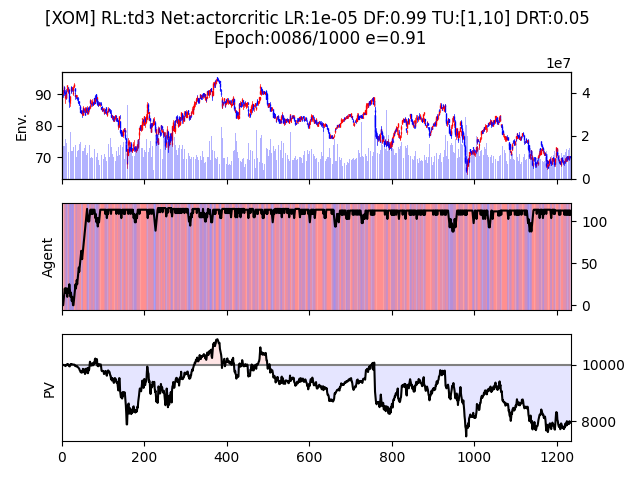 [XOM] RL:td3 Net:actorcritic LR:1e-05 DF:0.99 TU:[1,10] DRT:0.05
Epoch:0086/1000 e=0.91
1e7
Env.
90
80
70
4
2
0
Agent
100
50
0
PV
10000
8000
0 200 400 600 800 1000 1200